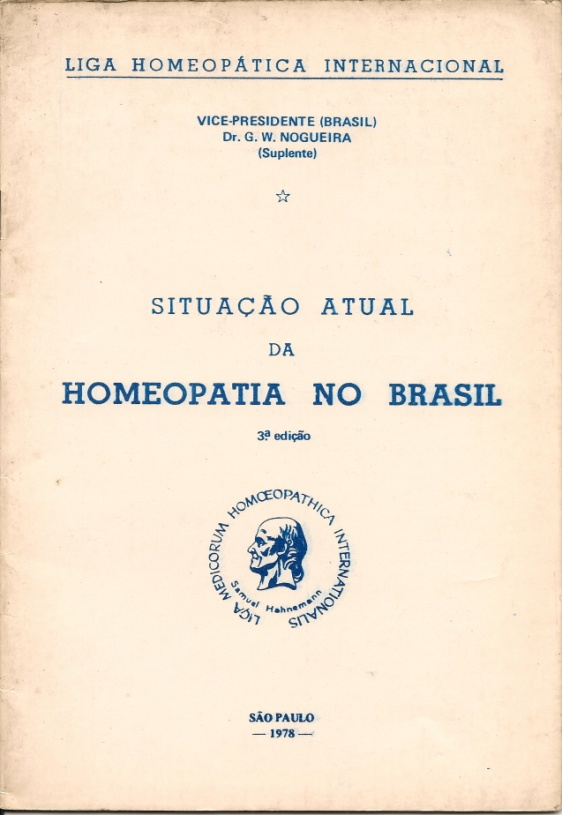 LIGA HOMEOPÁTICA INTERNACIONAL
VICE-PRESIDENTE (BRASIL)
Dr. G. W. NOGUEIRA
(Suplente)
SITUAÇÃO ATUAL
DA
HOMEOPATIA NO BRASIL
3.ª edição
LIGA MEDICORUM HOMŒOPATHICA INTERNATIONALIS
Samuel Hahnemann
SÃO PAULO
— 1978 —